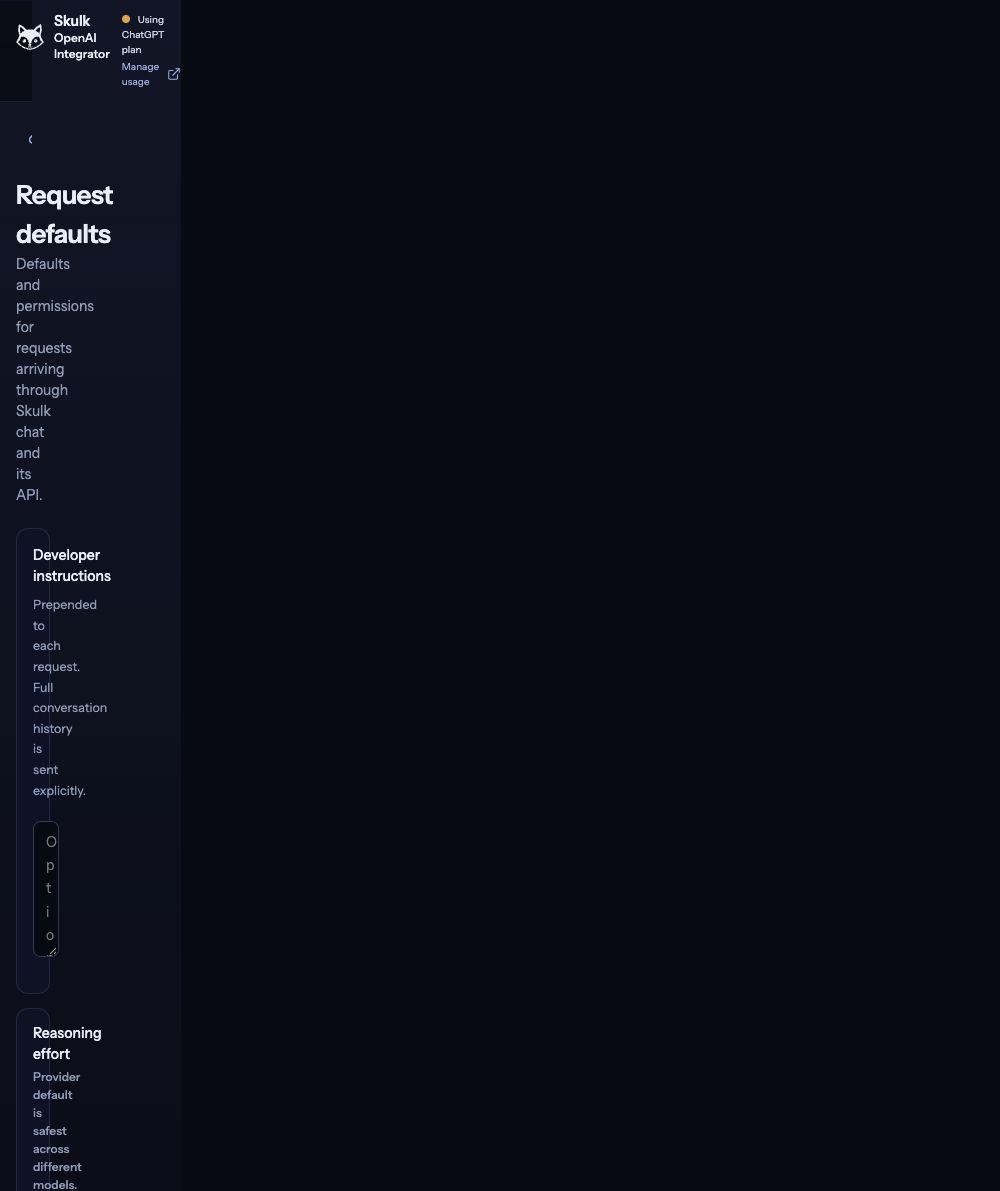 Skulk
OpenAI
Integrator
Using
ChatGPT
plan
Manage
usage
Request
defaults
Defaults
and
permissions
for
requests
arriving
through
Skulk
chat
and
its
API.
Developer
instructions
Prepended
to
each
request.
Full
conversation
history
is
sent
explicitly.
O
p
t
i
o
Reasoning
effort
Provider
default
is
safest
across
different
models.